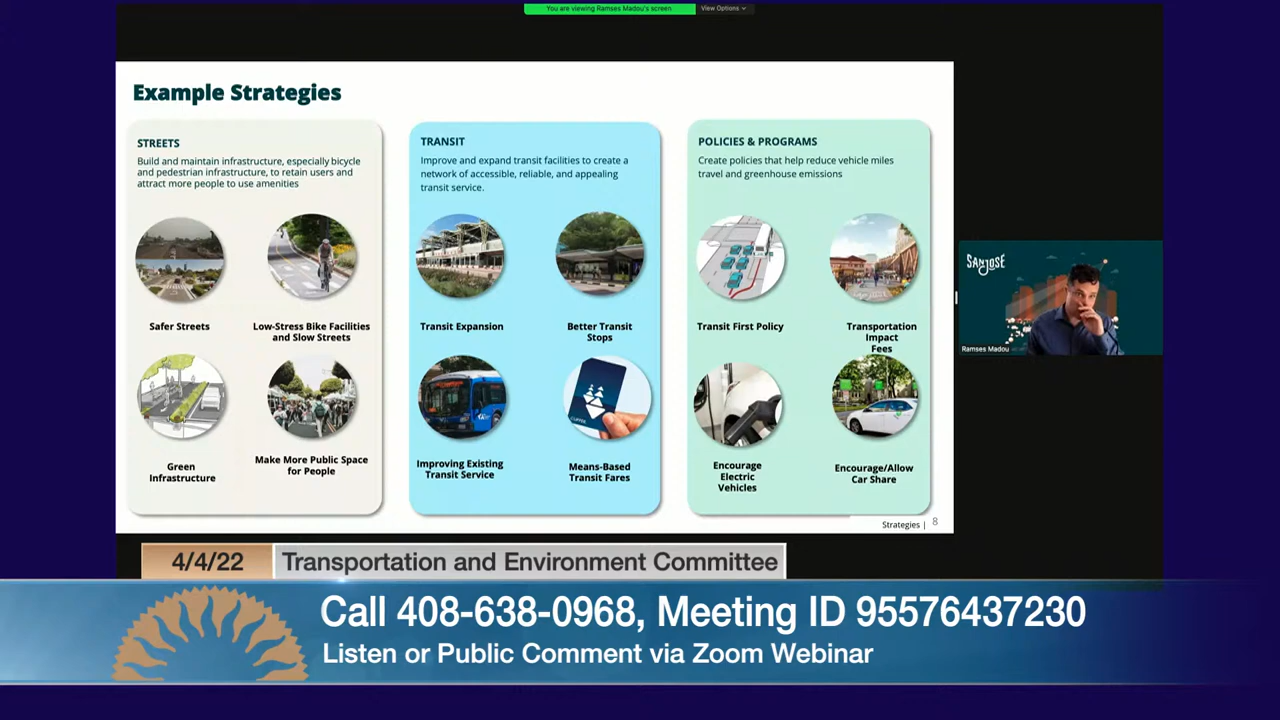 You are viewing Ramses Madou's screen
View Options
Example Strategies
STREETS
Build and maintain infrastructure, especially bicycle
and pedestrian infrastructure, to retain users and
attract more people to use amenities
Safer Streets
Low-Stress Bike Facilities
and Slow Streets
Green
Infrastructure
Make More Public Space
for People
TRANSIT
Improve and expand transit facilities to create a
network of accessible, reliable, and appealing
transit service.
Transit Expansion
Better Transit
Stops
Improving Existing
Transit Service
Means-Based
Transit Fares
POLICIES & PROGRAMS
Create policies that help reduce vehicle miles
travel and greenhouse emissions
Transit First Policy
Transportation
Impact
Fees
Encourage
Electric
Vehicles
Encourage/Allow
Car Share
Strategies | 8
SAN JOSE
Ramses Madou
4/4/22
Transportation and Environment Committee
Call 408-638-0968, Meeting ID 95576437230
Listen or Public Comment via Zoom Webinar